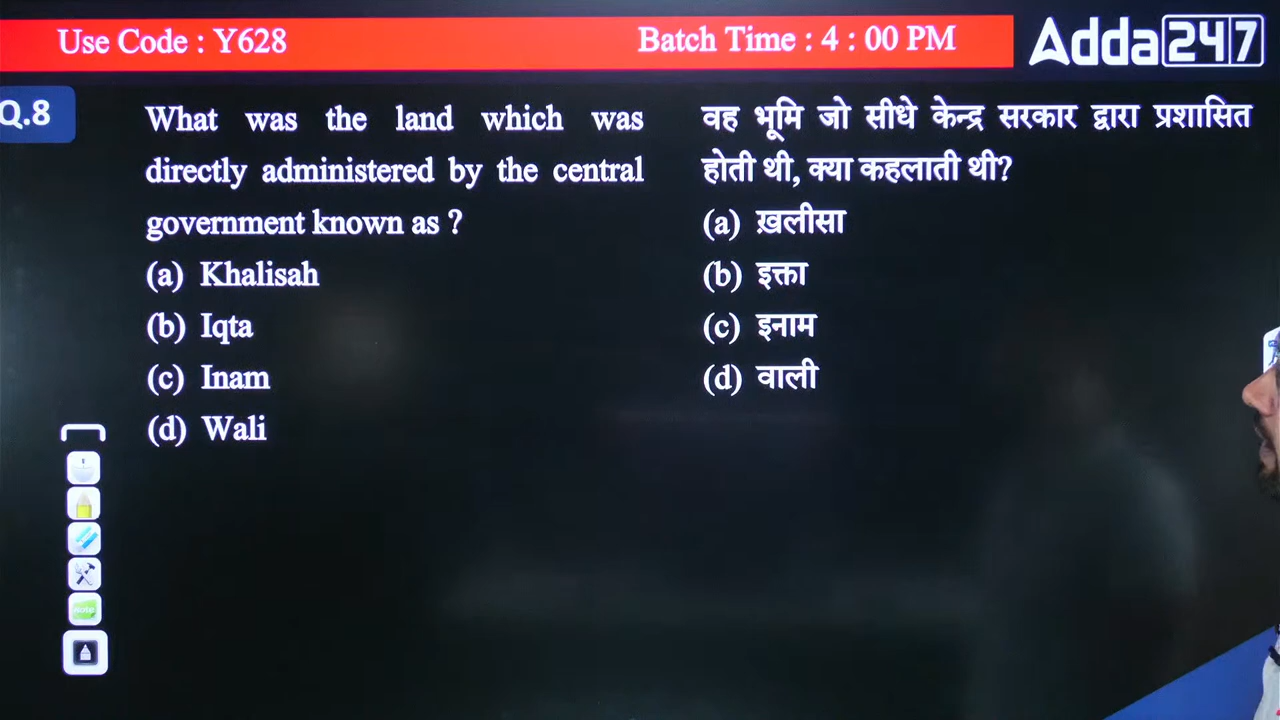 Use Code : Y628
Batch Time : 4 : 00 PM
Adda247
Q.8
What was the land which was
directly administered by the central
government known as ?
(a) Khalisah
(b) Iqta
(c) Inam
(d) Wali
वह भूमि जो सीधे केन्द्र सरकार द्वारा प्रशासित
होती थी, क्या कहलाती थी?
(a) ख़लीसा
(b) इक्ता
(c) इनाम
(d) वाली